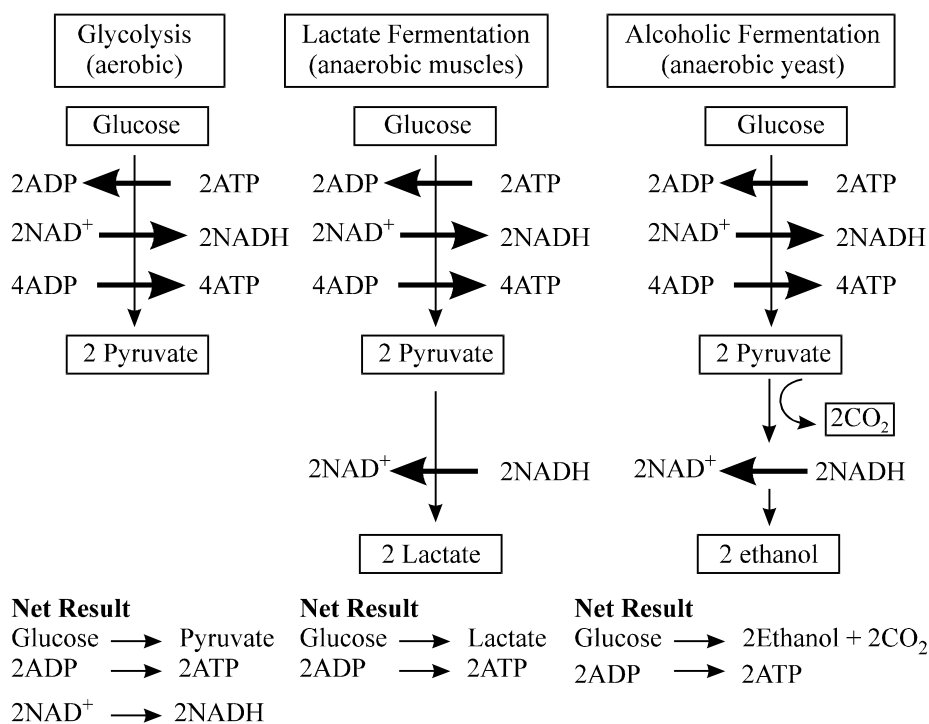 Glycolysis
(aerobic)
Glucose
2ADP 2ATP
2NAD⁺ 2NADH
4ADP 4ATP
2 Pyruvate
Net Result
Glucose → Pyruvate
2ADP → 2ATP
2NAD⁺ → 2NADH
Lactate Fermentation
(anaerobic muscles)
Glucose
2ADP 2ATP
2NAD⁺ 2NADH
4ADP 4ATP
2 Pyruvate
2NAD⁺ 2NADH
2 Lactate
Net Result
Glucose → Lactate
2ADP → 2ATP
Alcoholic Fermentation
(anaerobic yeast)
Glucose
2ADP 2ATP
2NAD⁺ 2NADH
4ADP 4ATP
2 Pyruvate
2CO₂
2NAD⁺ 2NADH
2 ethanol
Net Result
Glucose → 2Ethanol + 2CO₂
2ADP → 2ATP